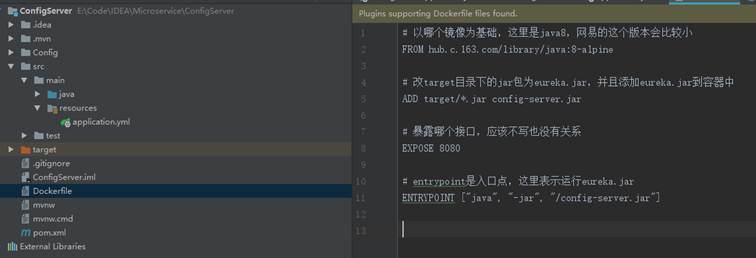 ConfigServer E:\Code\IDEA\Microservice\ConfigServer
.idea
.mvn
Config
src
main
java
resources
application.yml
test
target
.gitignore
ConfigServer.iml
Dockerfile
mvnw
mvnw.cmd
pom.xml
External Libraries
Plugins supporting Dockerfile files found.
1 # 以哪个镜像为基础，这里是java8，网易的这个版本会比较小
2 FROM hub.c.163.com/library/java:8-alpine
3
4 # 改target目录下的jar包为eureka.jar，并且添加eureka.jar到容器中
5 ADD target/*.jar config-server.jar
6
7 # 暴露哪个接口，应该不写也没有关系
8 EXPOSE 8080
9
10 # entrypoint是入口点，这里表示运行eureka.jar
11 ENTRYPOINT ["java", "-jar", "/config-server.jar"]
12
13